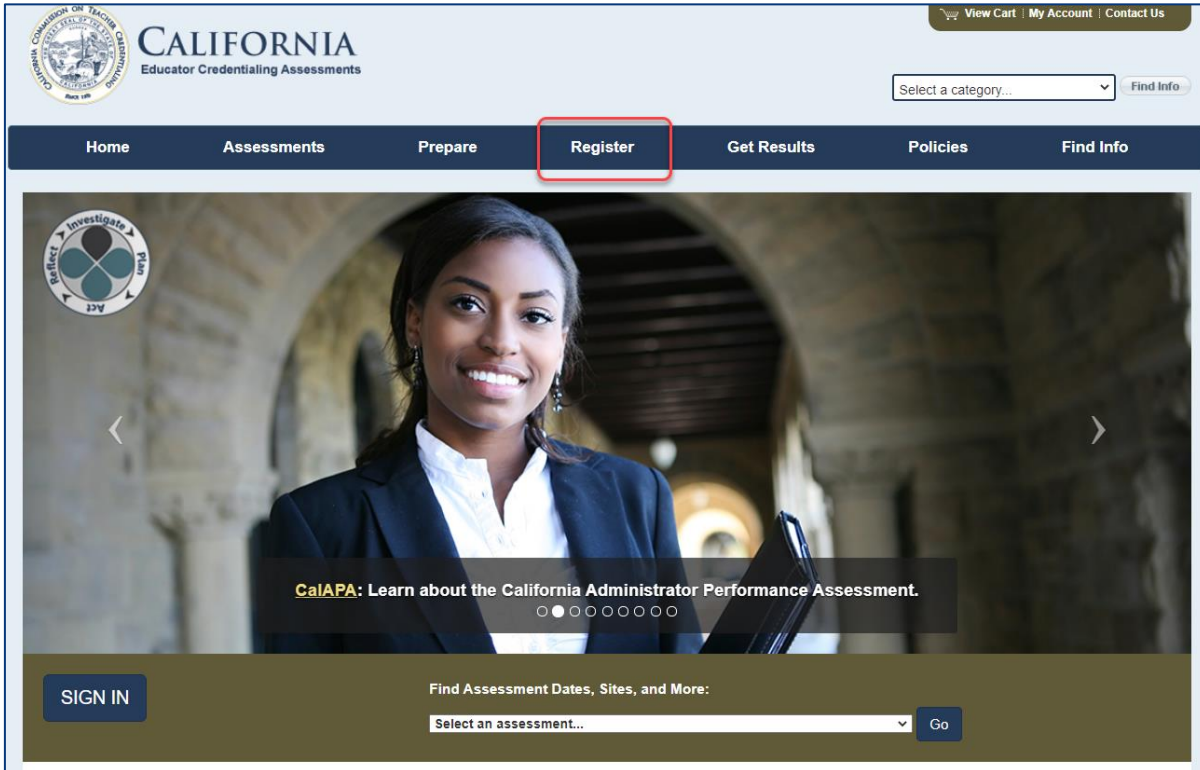 View Cart | My Account | Contact Us
CALIFORNIA
Educator Credentialing Assessments
Select a category...
Find Info
Home Assessments Prepare Register Get Results Policies Find Info
Investigate
Plan
Act
Reflect
CalAPA: Learn about the California Administrator Performance Assessment.
SIGN IN
Find Assessment Dates, Sites, and More:
Select an assessment...
Go